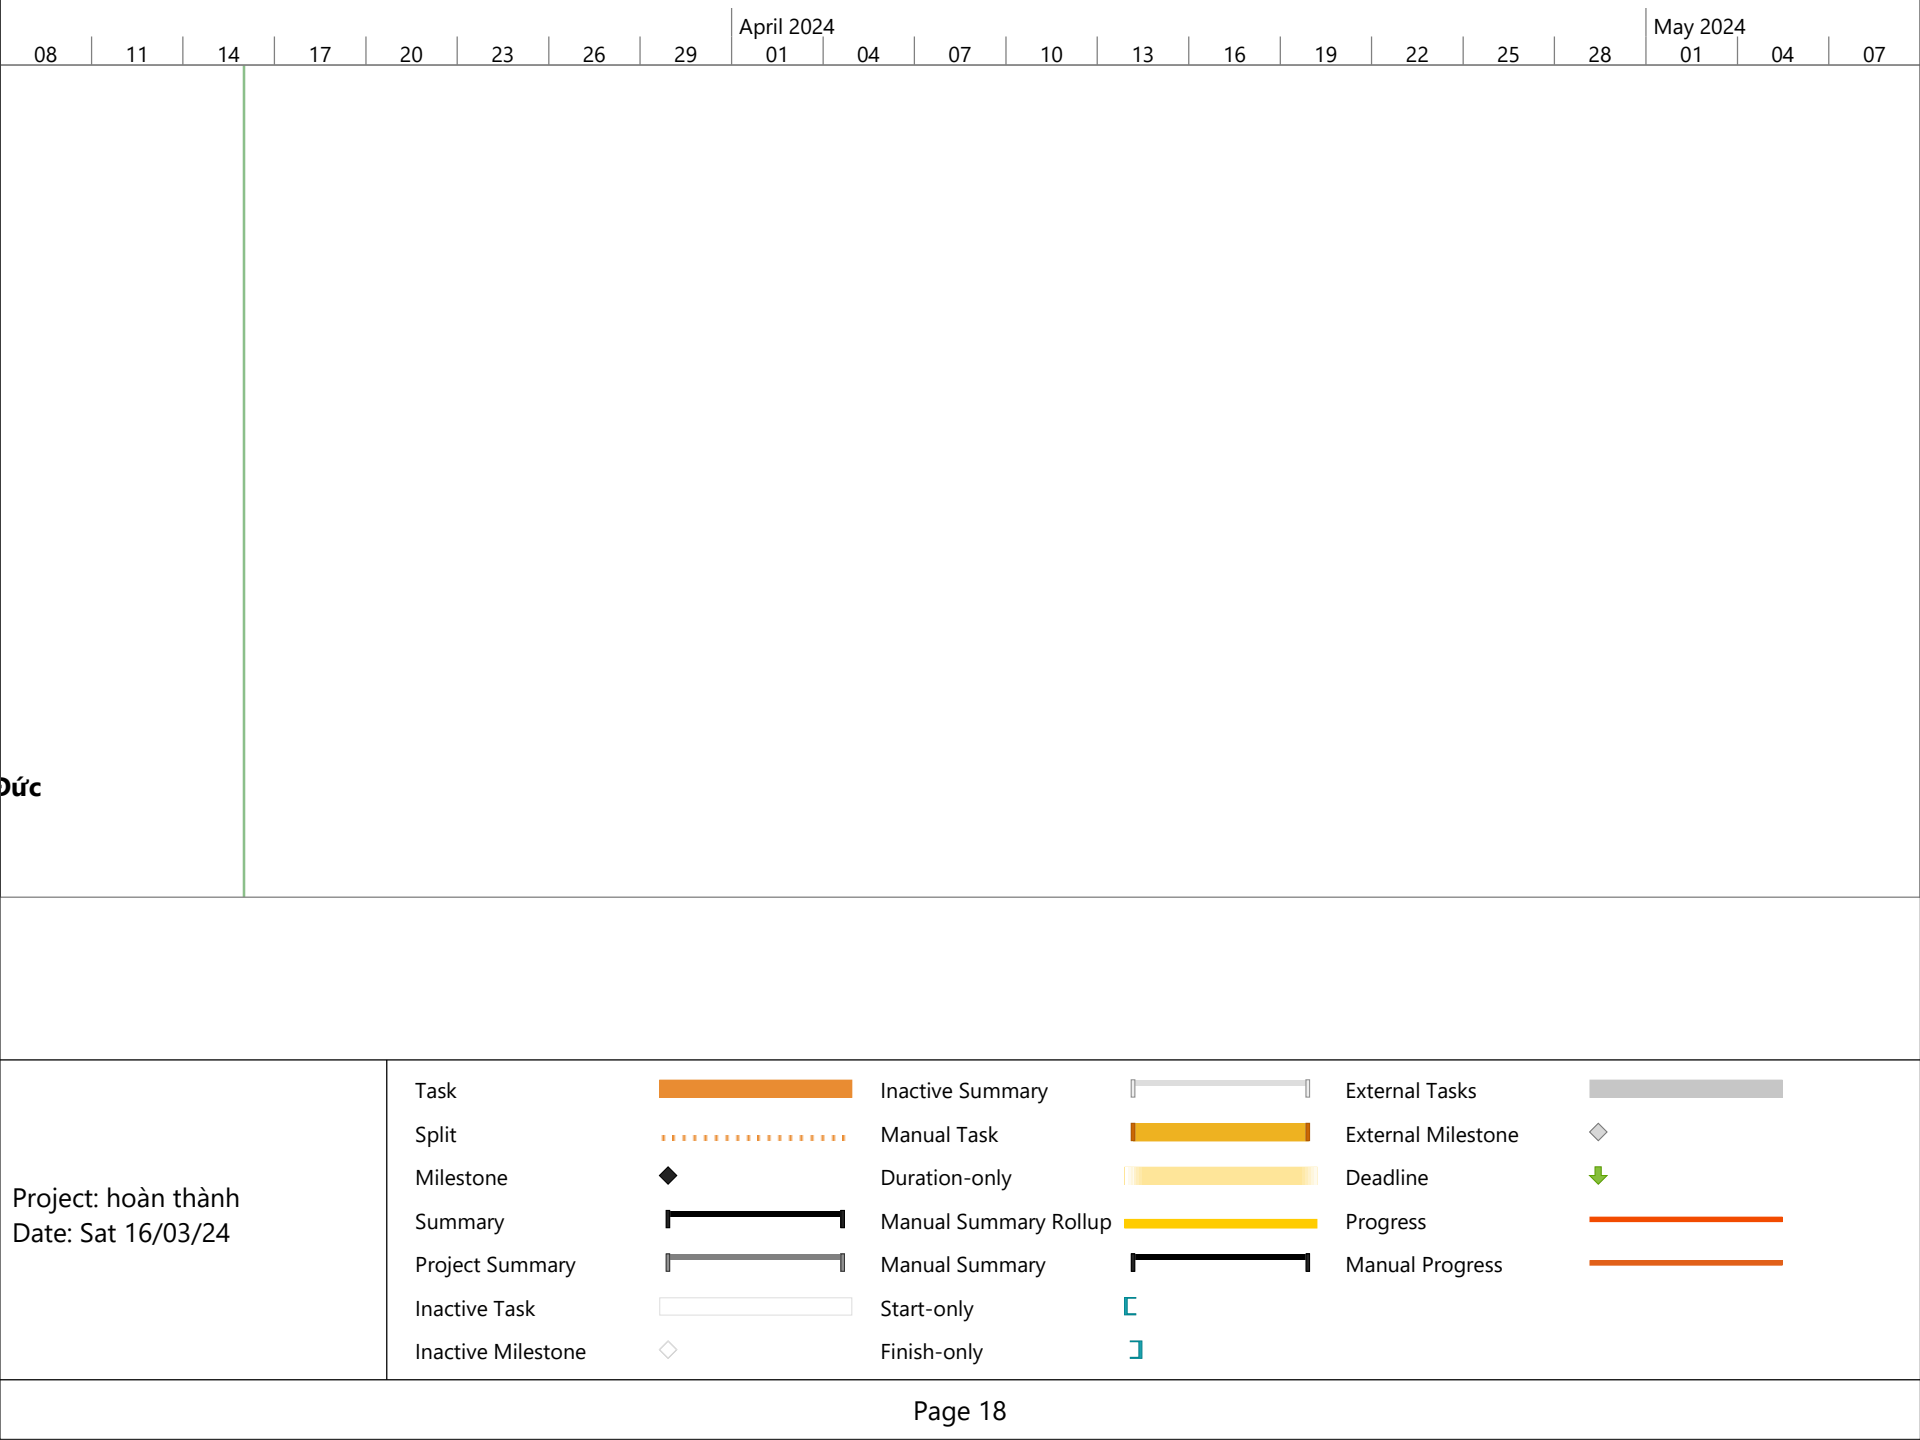 April 2024 May 2024
08 11 14 17 20 23 26 29 01 04 07 10 13 16 19 22 25 28 01 04 07
Đức
Project: hoàn thành
Date: Sat 16/03/24
Task
Split
Milestone
Summary
Project Summary
Inactive Task
Inactive Milestone
Inactive Summary
Manual Task
Duration-only
Manual Summary Rollup
Manual Summary
Start-only
Finish-only
External Tasks
External Milestone
Deadline
Progress
Manual Progress
Page 18